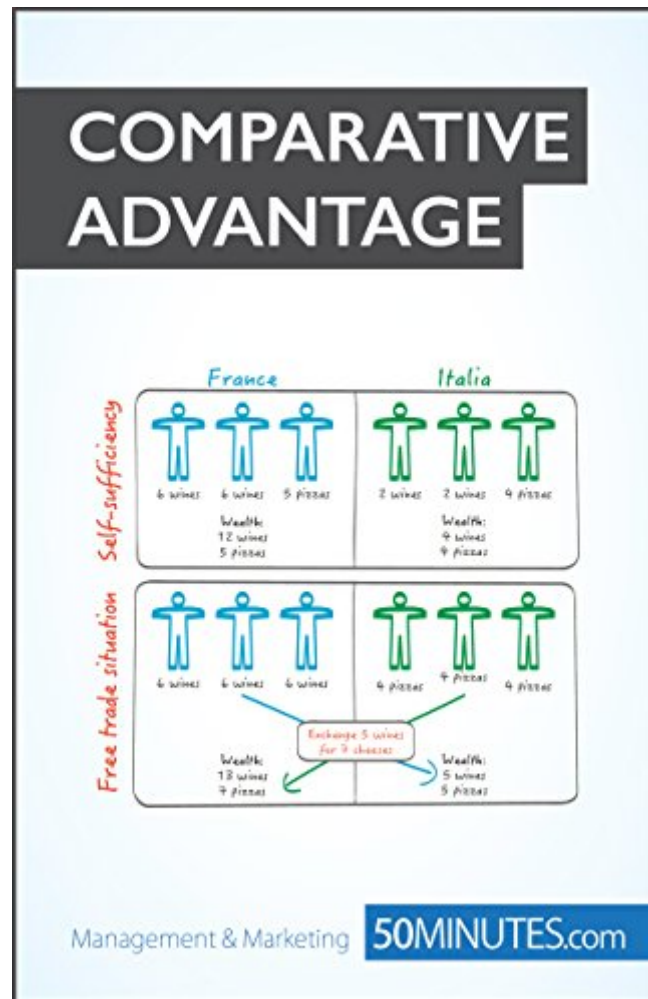 COMPARATIVE
ADVANTAGE
France Italia
Self-sufficiency
6 wines 6 wines 5 pizzas 2 wines 2 wines 4 pizzas
Wealth: Wealth:
12 wines 4 wines
5 pizzas 4 pizzas
Free trade situation
6 wines 6 wines 6 wines 4 pizzas 4 pizzas 4 pizzas
Exchange 5 wines
for 7 cheeses
Wealth: Wealth:
13 wines 5 wines
7 pizzas 5 pizzas
Management & Marketing 50MINUTES.com